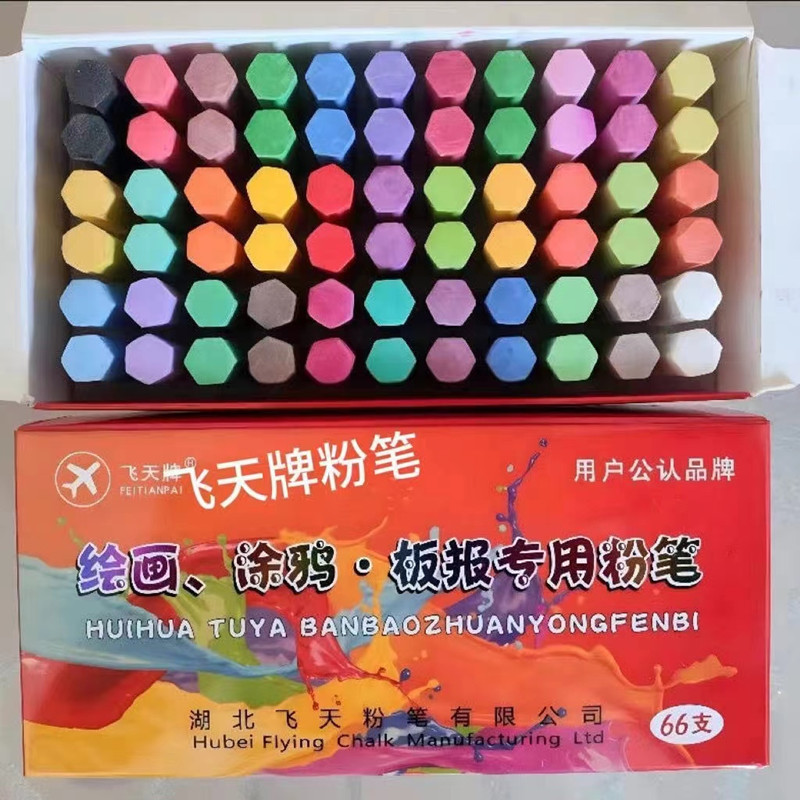 飞天牌®
FEITIANPAI
飞天牌粉笔
用户公认品牌
绘画、涂鸦·板报专用粉笔
HUIHUA TUYA BANBAOZHUANYONGFENBI
湖北飞天粉笔有限公司
Hubei Flying Chalk Manufacturing Ltd
66支